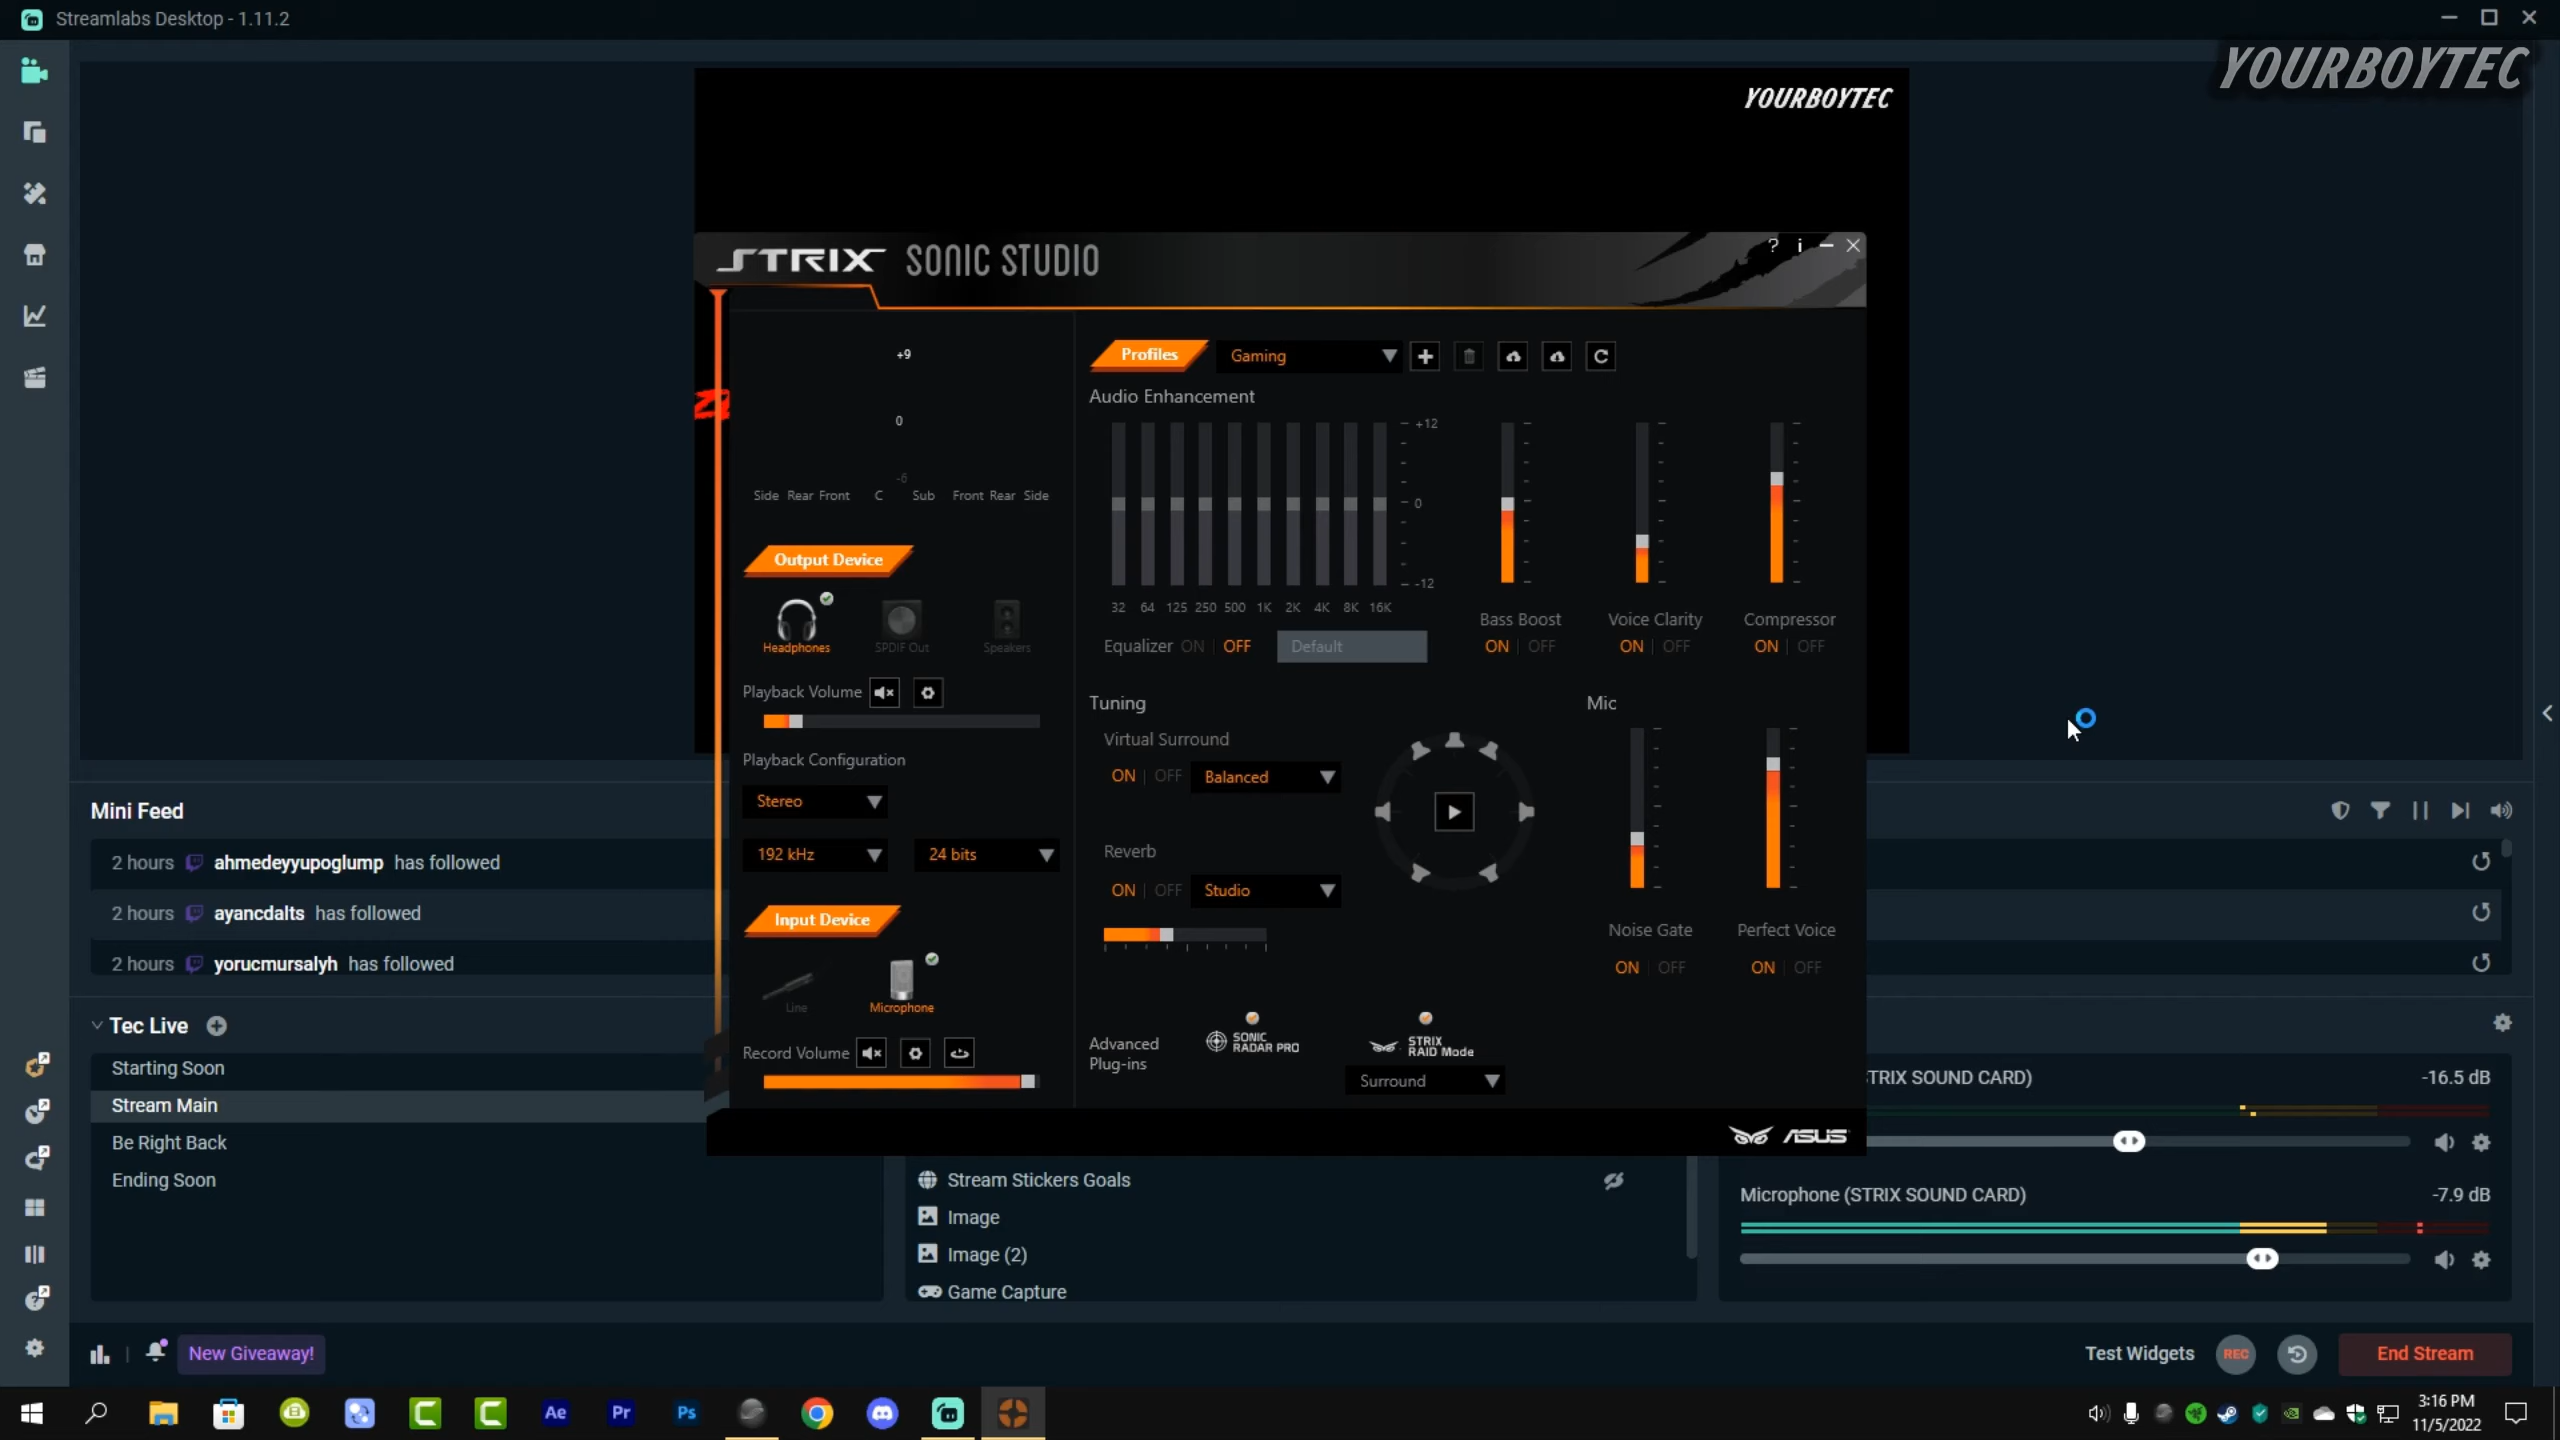 Streamlabs Desktop - 1.11.2
YOURBOYTEC
YOURBOYTEC
STRIX SONIC STUDIO
? i
+9
0
-6
Side Rear Front C Sub Front Rear Side
Output Device
Headphones SPDIF Out Speakers
Playback Volume
Playback Configuration
Stereo
192 kHz 24 bits
Input Device
Line Microphone
Record Volume
Profiles Gaming
Audio Enhancement
+12
0
-12
32 64 125 250 500 1K 2K 4K 8K 16K
Equalizer ON | OFF Default
Bass Boost Voice Clarity Compressor
ON | OFF ON | OFF ON | OFF
Tuning
Virtual Surround
ON | OFF Balanced
Reverb
ON | OFF Studio
Mic
Noise Gate Perfect Voice
ON | OFF ON | OFF
Advanced
Plug-ins
SONIC
RADAR PRO
STRIX
RAID Mode
Surround
ASUS
Mini Feed
2 hours ahmedeyyupoglump has followed
2 hours ayancdalts has followed
2 hours yorucmursalyh has followed
Tec Live
Starting Soon
Stream Main
Be Right Back
Ending Soon
Stream Stickers Goals
Image
Image (2)
Game Capture
TRIX SOUND CARD) -16.5 dB
Microphone (STRIX SOUND CARD) -7.9 dB
New Giveaway!
Test Widgets REC End Stream
Ae Pr Ps
3:16 PM
11/5/2022